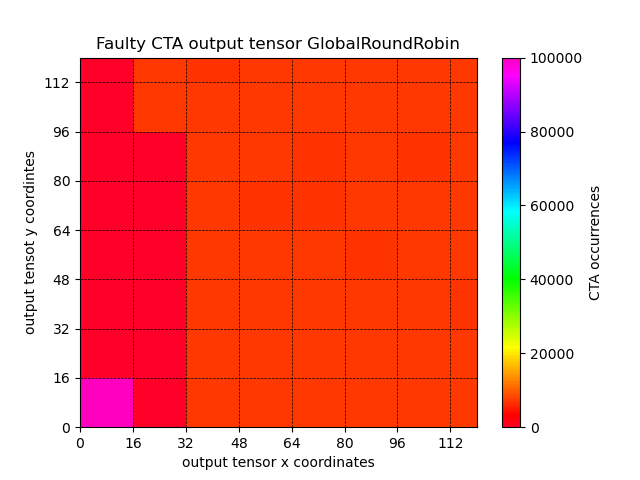 Faulty CTA output tensor GlobalRoundRobin
112
96
80
64
48
32
16
0
output tensot y coordintes
0 16 32 48 64 80 96 112
output tensor x coordinates
100000
80000
60000
40000
20000
0
CTA occurrences